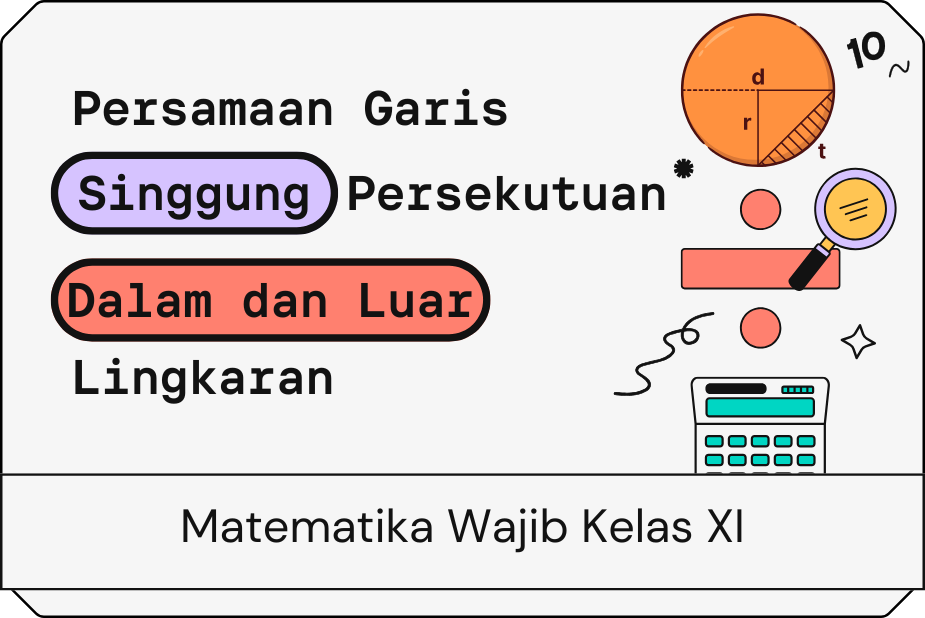 Persamaan Garis
Singgung Persekutuan
Dalam dan Luar
Lingkaran
10
d
r
t
Matematika Wajib Kelas XI